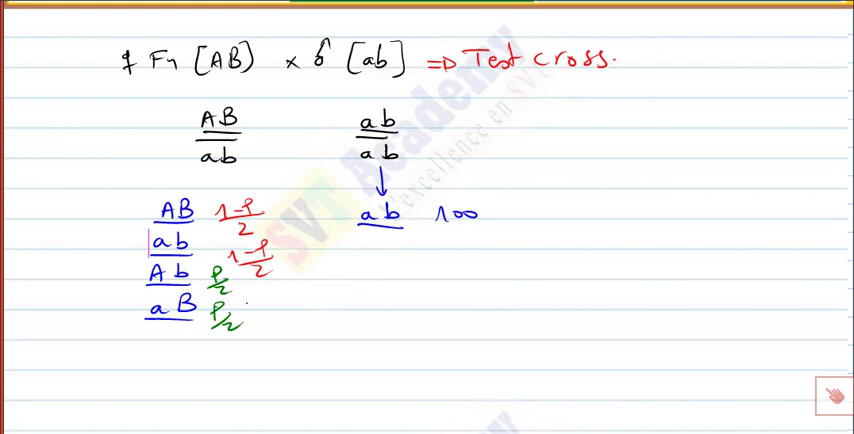 ♀ F1 [AB] × ♂ [ab] ⇒ Test cross.
AB ab
ab ab
AB 1-P/2 ab 100
ab 1-P/2
Ab P/2
aB P/2
SVT Academy
l'excellence en SVT